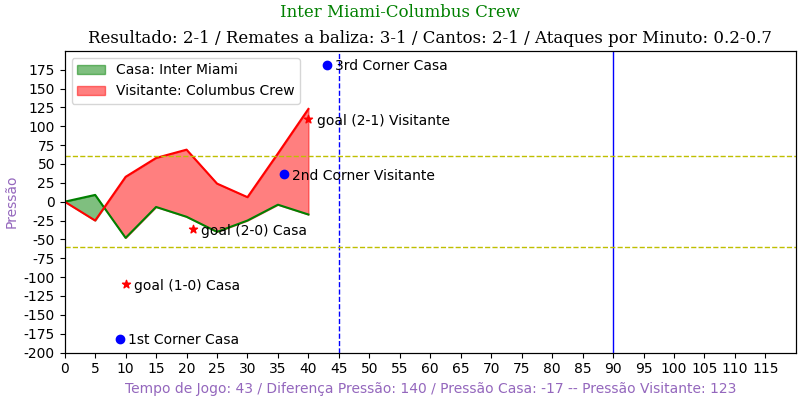 Inter Miami-Columbus Crew
Resultado: 2-1 / Remates a baliza: 3-1 / Cantos: 2-1 / Ataques por Minuto: 0.2-0.7
Casa: Inter Miami
Visitante: Columbus Crew
3rd Corner Casa
goal (2-1) Visitante
2nd Corner Visitante
goal (2-0) Casa
goal (1-0) Casa
1st Corner Casa
Pressão
175
150
125
100
75
50
25
0
-25
-50
-75
-100
-125
-150
-175
-200
0 5 10 15 20 25 30 35 40 45 50 55 60 65 70 75 80 85 90 95 100 105 110 115
Tempo de Jogo: 43 / Diferença Pressão: 140 / Pressão Casa: -17 -- Pressão Visitante: 123